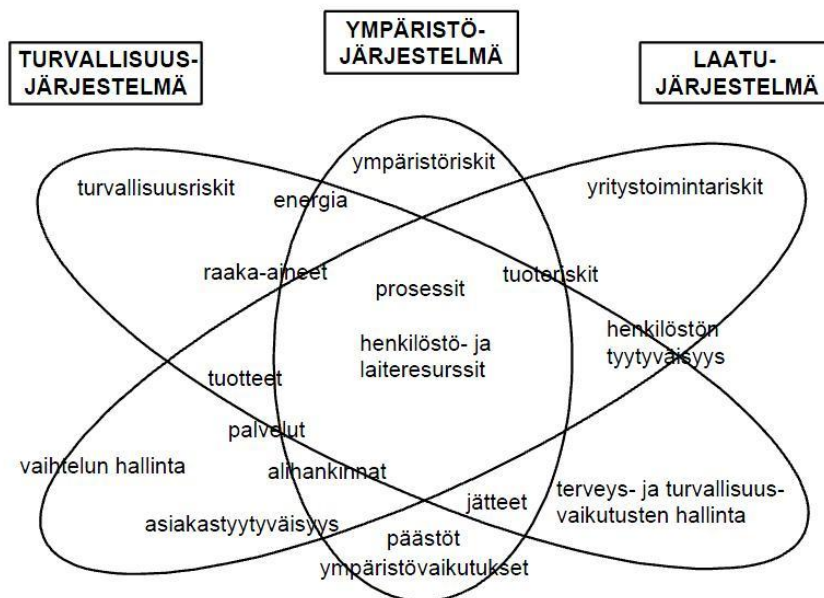 TURVALLISUUS-
JÄRJESTELMÄ
YMPÄRISTÖ-
JÄRJESTELMÄ
LAATU-
JÄRJESTELMÄ
ympäristöriskit
turvallisuusriskit
energia
yritystoimintariskit
raaka-aineet
prosessit
tuoteriskit
henkilöstö- ja
laiteresurssit
henkilöstön
tyytyväisyys
tuotteet
palvelut
vaihtelun hallinta
alihankinnat
jätteet
terveys- ja turvallisuus-
vaikutusten hallinta
asiakastyytyväisyys
päästöt
ympäristövaikutukset